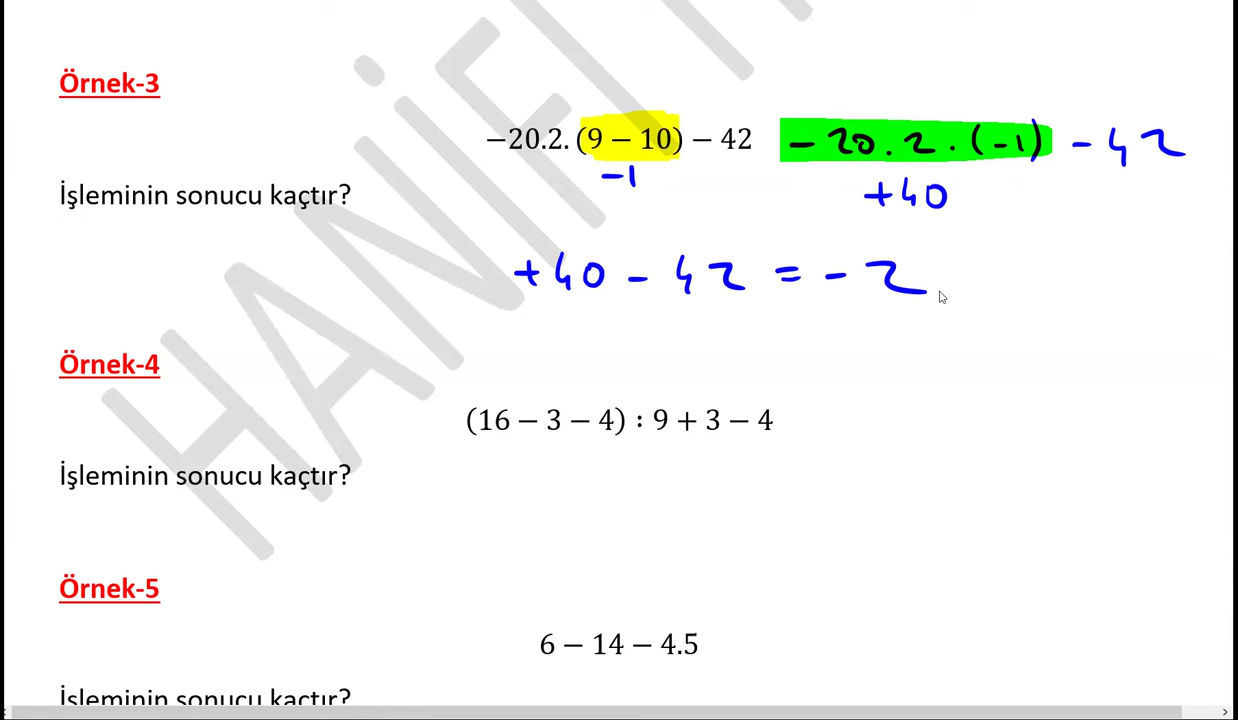 Örnek-3
−20.2.(9 − 10) − 42 −20.2.(-1) -42
-1
+40
İşleminin sonucu kaçtır?
+40 - 42 = -2
Örnek-4
(16 − 3 − 4) : 9 + 3 − 4
İşleminin sonucu kaçtır?
Örnek-5
6 − 14 − 4.5
İşleminin sonucu kaçtır?